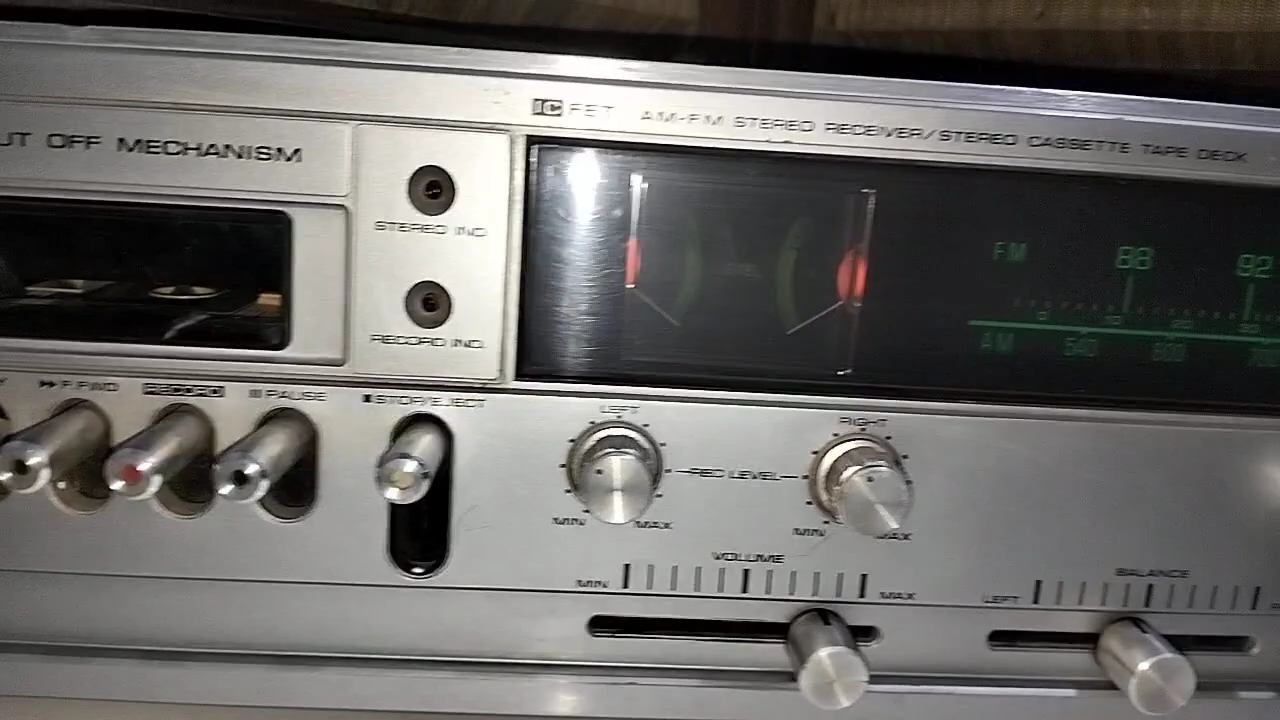 IC FET AM-FM STEREO RECEIVER/STEREO CASSETTE TAPE DECK
UT OFF MECHANISM
STEREO IND.
RECORD IND.
FM 88 92
AM 540 600 700
F.FWD RECORD PAUSE STOP/EJECT
LEFT RIGHT
REC LEVEL
MIN MAX MIN MAX
VOLUME
MIN MAX
BALANCE
LEFT